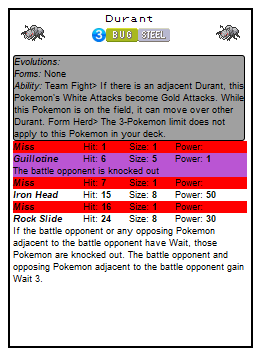 Durant
3 BUG STEEL
Evolutions:
Forms: None
Ability: Team Fight> If there is an adjacent Durant, this
Pokemon's White Attacks become Gold Attacks. While
this Pokemon is on the field, it can move over other
Durant. Form Herd> The 3-Pokemon limit does not
apply to this Pokemon in your deck.
Miss Hit: 1 Size: 1 Power:
Guillotine Hit: 6 Size: 5 Power: 1
The battle opponent is knocked out
Miss Hit: 7 Size: 1 Power:
Iron Head Hit: 15 Size: 8 Power: 30
Miss Hit: 16 Size: 1 Power:
Rock Slide Hit: 24 Size: 8 Power: 50
If the battle opponent or any opposing Pokemon
adjacent to the battle opponent have Wait, those
Pokemon are knocked out. The battle opponent and
opposing Pokemon adjacent to the battle opponent gain
Wait 3.